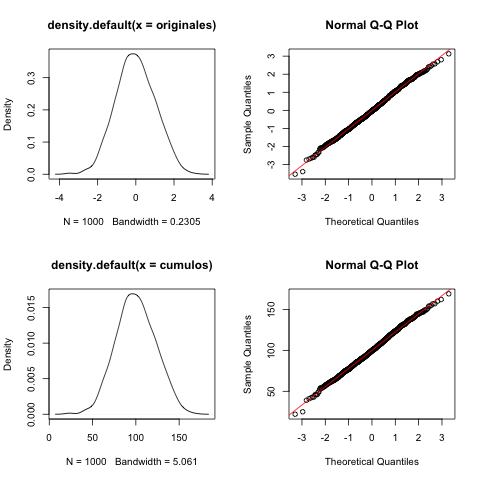 density.default(x = originales)
Density
0.0 0.1 0.2 0.3
-4 -2 0 2 4
N = 1000 Bandwidth = 0.2305
Normal Q-Q Plot
Sample Quantiles
-3 -2 -1 0 1 2 3
-3 -2 -1 0 1 2 3
Theoretical Quantiles
density.default(x = cumulos)
Density
0.000 0.005 0.010 0.015
0 50 100 150
N = 1000 Bandwidth = 5.061
Normal Q-Q Plot
Sample Quantiles
50 100 150
-3 -2 -1 0 1 2 3
Theoretical Quantiles